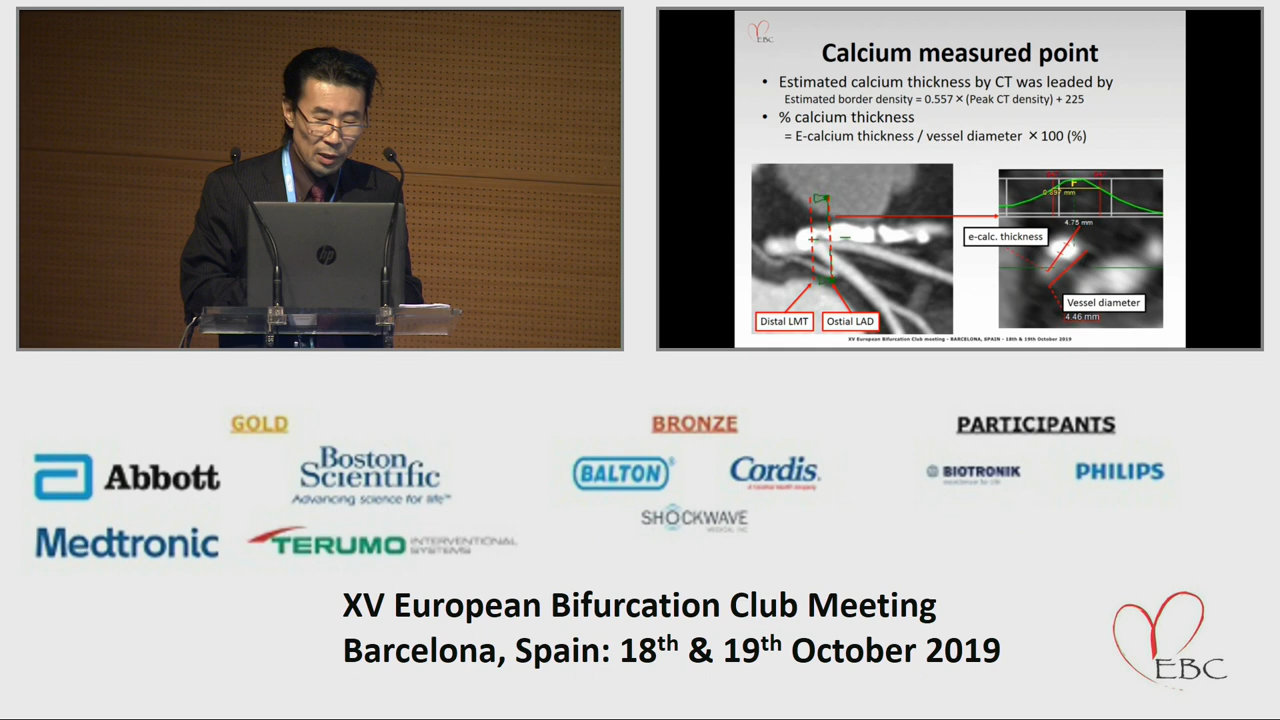 hp
EBC
Calcium measured point
• Estimated calcium thickness by CT was leaded by
Estimated border density = 0.557×(Peak CT density) + 225
• % calcium thickness
= E-calcium thickness / vessel diameter ×100 (%)
4.75 mm
e-calc. thickness
Vessel diameter
4.46 mm
Distal LMT
Ostial LAD
XV European Bifurcation Club meeting - BARCELONA, SPAIN - 18th & 19th October 2019
GOLD
BRONZE
PARTICIPANTS
Abbott
Boston
Scientific
Advancing science for life™
BALTON®
Cordis.
BIOTRONIK
PHILIPS
SHOCKWAVE
Medtronic
TERUMO INTERVENTIONAL
SYSTEMS
XV European Bifurcation Club Meeting
Barcelona, Spain: 18th & 19th October 2019
EBC